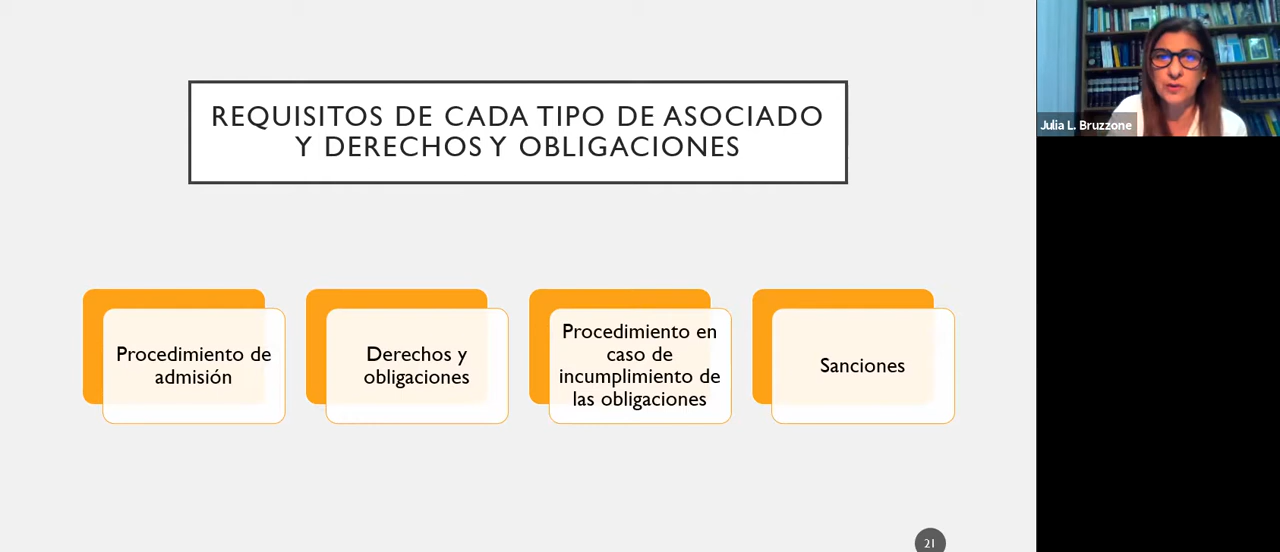 REQUISITOS DE CADA TIPO DE ASOCIADO
Y DERECHOS Y OBLIGACIONES
Procedimiento de
admisión
Derechos y
obligaciones
Procedimiento en
caso de
incumplimiento de
las obligaciones
Sanciones
21
Julia L. Bruzzone